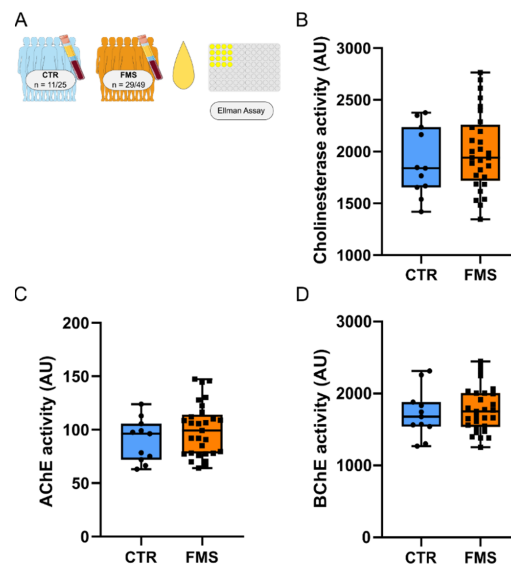 A
CTR
n = 11/25
FMS
n = 29/49
Ellman Assay
B
Cholinesterase activity (AU)
3000
2500
2000
1500
1000
CTR FMS
C
AChE activity (AU)
200
150
100
50
0
CTR FMS
D
BChE activity (AU)
3000
2000
1000
0
CTR FMS